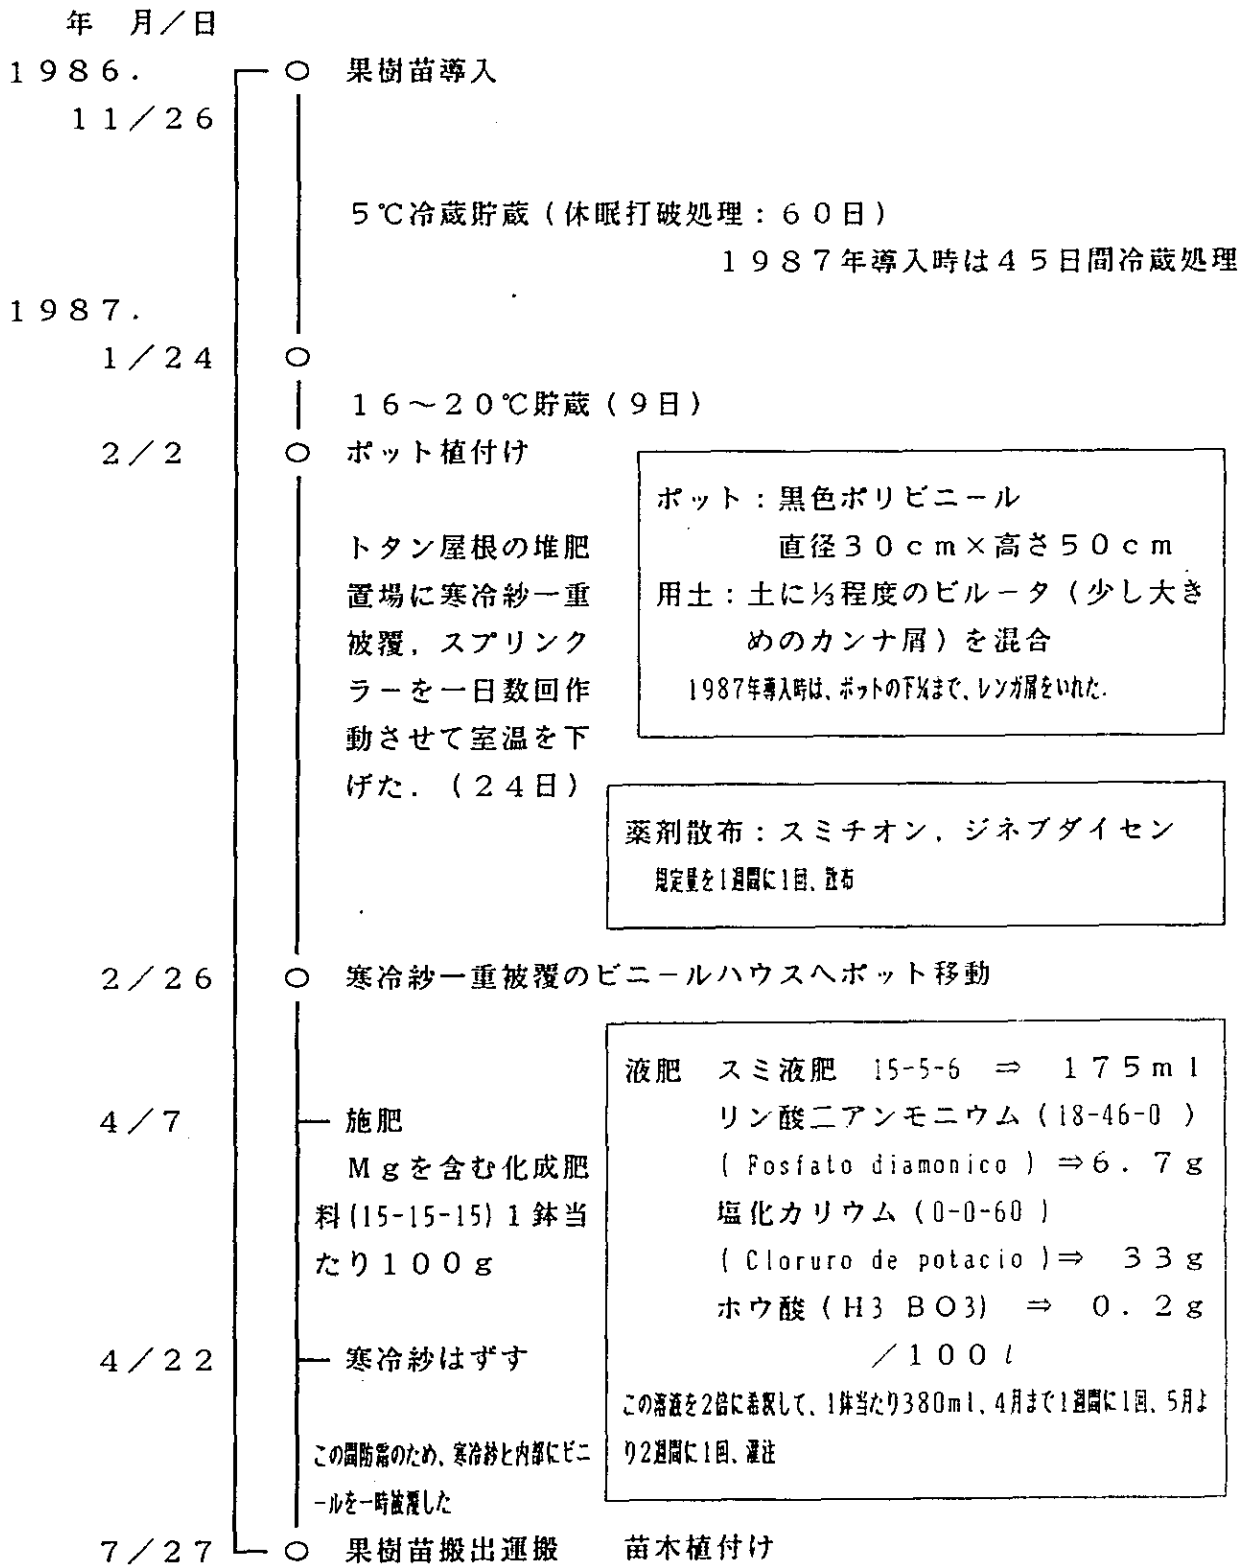 年 月／日
1986. 果樹苗導入
11／26
5℃冷蔵貯蔵（休眠打破処理：60日）
1987年導入時は45日間冷蔵処理
1987.
1／24
16～20℃貯蔵（9日）
2／2 ポット植付け
トタン屋根の堆肥
置場に寒冷紗一重
被覆，スプリンク
ラーを一日数回作
動させて室温を下
げた．（24日）
ポット：黒色ポリビニール
直径30cm×高さ50cm
用土：土に⅓程度のビルータ（少し大き
めのカンナ屑）を混合
1987年導入時は、ポットの下 まで、レンガ屑をいれた.
薬剤散布：スミチオン，ジネブダイセン
規定量を1週間に1回、散布
2／26 寒冷紗一重被覆のビニールハウスへポット移動
4／7 施肥
Mgを含む化成肥
料(15-15-15)1鉢当
たり100g
4／22 寒冷紗はずす
この間防霜のため、寒冷紗と内部にビニ
ールを一時被覆した
液肥 スミ液肥 15-5-6 ⇒ 175ml
リン酸二アンモニウム（18-46-0）
（Fosfato diamonico）⇒6.7g
塩化カリウム（0-0-60）
（Cloruro de potacio）⇒ 33g
ホウ酸（H3 BO3) ⇒ 0.2g
／100l
この溶液を2倍に希釈して、1鉢当たり380ml、4月まで1週間に1回、5月よ
り2週間に1回、灌注
7／27 果樹苗搬出運搬 苗木植付け